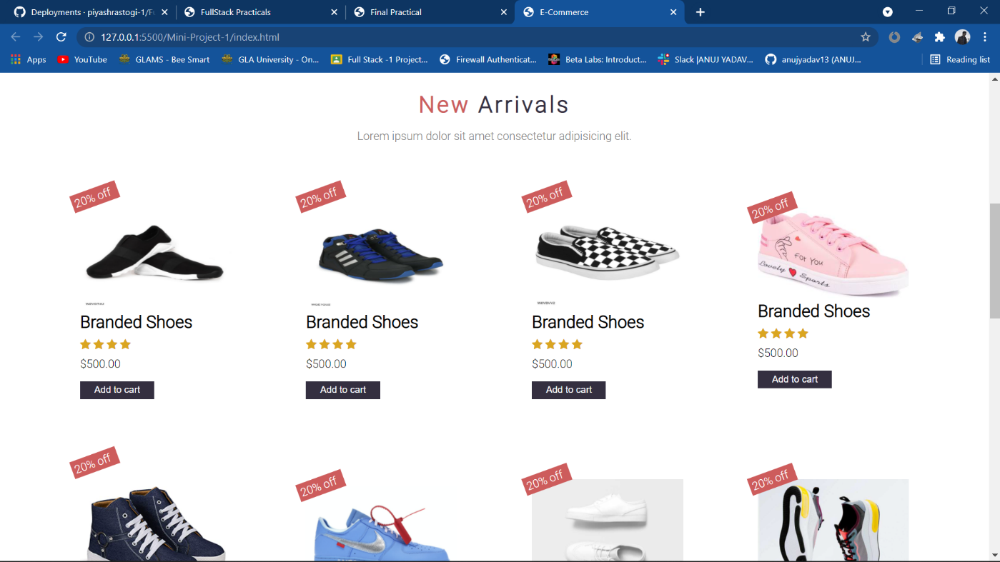 Deployments · piyashrastogi-1/Fu
FullStack Practicals
Final Practical
E-Commerce
127.0.0.1:5500/Mini-Project-1/index.html
Apps
YouTube
GLAMS - Bee Smart
GLA University - On...
Full Stack -1 Project...
Firewall Authenticat...
Beta Labs: Introduct...
Slack |ANUJ YADAV...
anujyadav13 (ANUJ...
Reading list
New Arrivals
Lorem ipsum dolor sit amet consectetur adipisicing elit.
20% off
20% off
20% off
20% off
FOR YOU
Lovely Sports
Branded Shoes
Branded Shoes
Branded Shoes
Branded Shoes
$500.00
$500.00
$500.00
$500.00
Add to cart
Add to cart
Add to cart
Add to cart
20% off
20% off
20% off
20% off